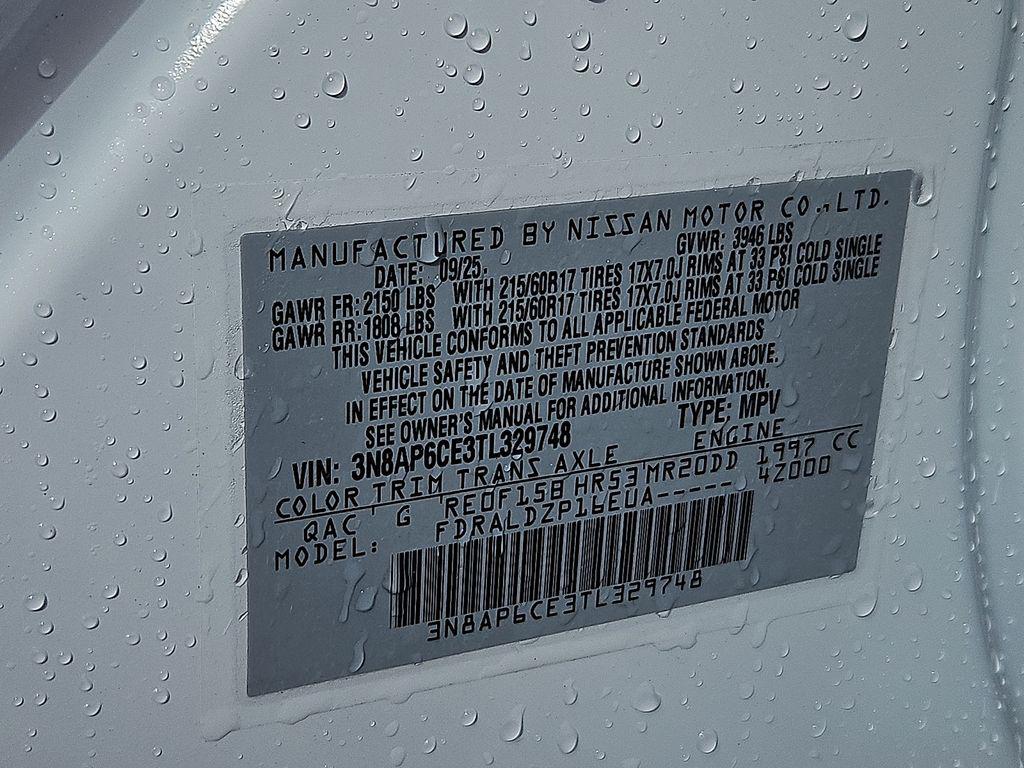 MANUFACTURED BY NISSAN MOTOR CO.,LTD.
DATE: 09/25. GVWR: 3946 LBS
GAWR FR: 2150 LBS WITH 215/60R17 TIRES 17X7.0J RIMS AT 33 PSI COLD SINGLE
GAWR RR: 1808 LBS WITH 215/60R17 TIRES 17X7.0J RIMS AT 33 PSI COLD SINGLE
THIS VEHICLE CONFORMS TO ALL APPLICABLE FEDERAL MOTOR
VEHICLE SAFETY AND THEFT PREVENTION STANDARDS
IN EFFECT ON THE DATE OF MANUFACTURE SHOWN ABOVE.
SEE OWNER'S MANUAL FOR ADDITIONAL INFORMATION.
VIN: 3N8AP6CE3TL329748 TYPE: MPV
COLOR TRIM TRANS AXLE ENGINE
QAC G RE0F15B HR53 MR20DD 1997 CC
MODEL: FDRALDZP16EUA----- 4Z000
3N8AP6CE3TL329748